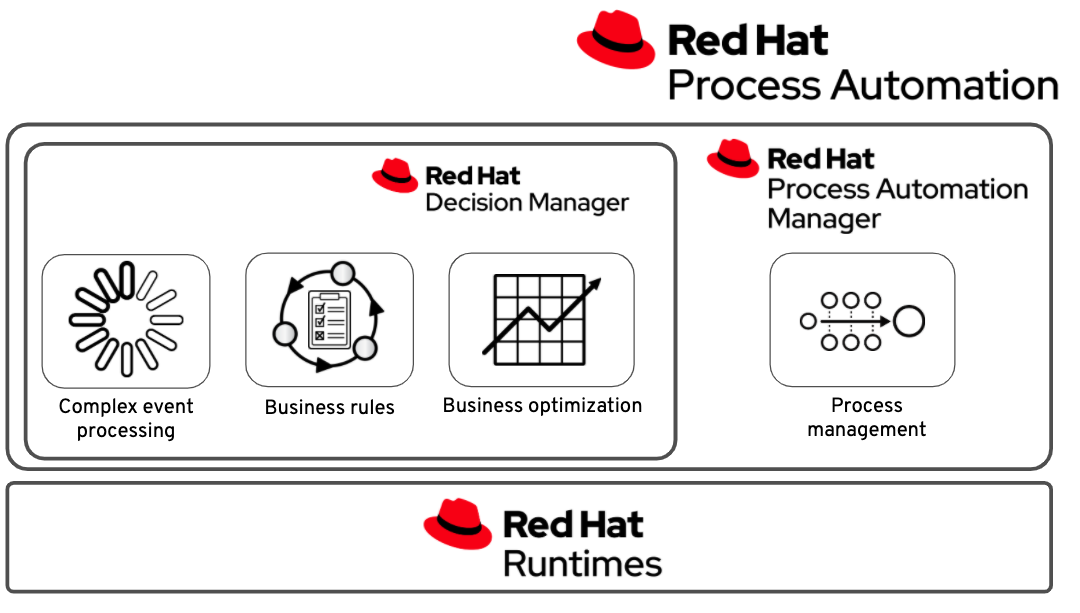 Red Hat
Process Automation
Red Hat
Decision Manager
Red Hat
Process Automation
Manager
Complex event
processing
Business rules
Business optimization
Process
management
Red Hat
Runtimes